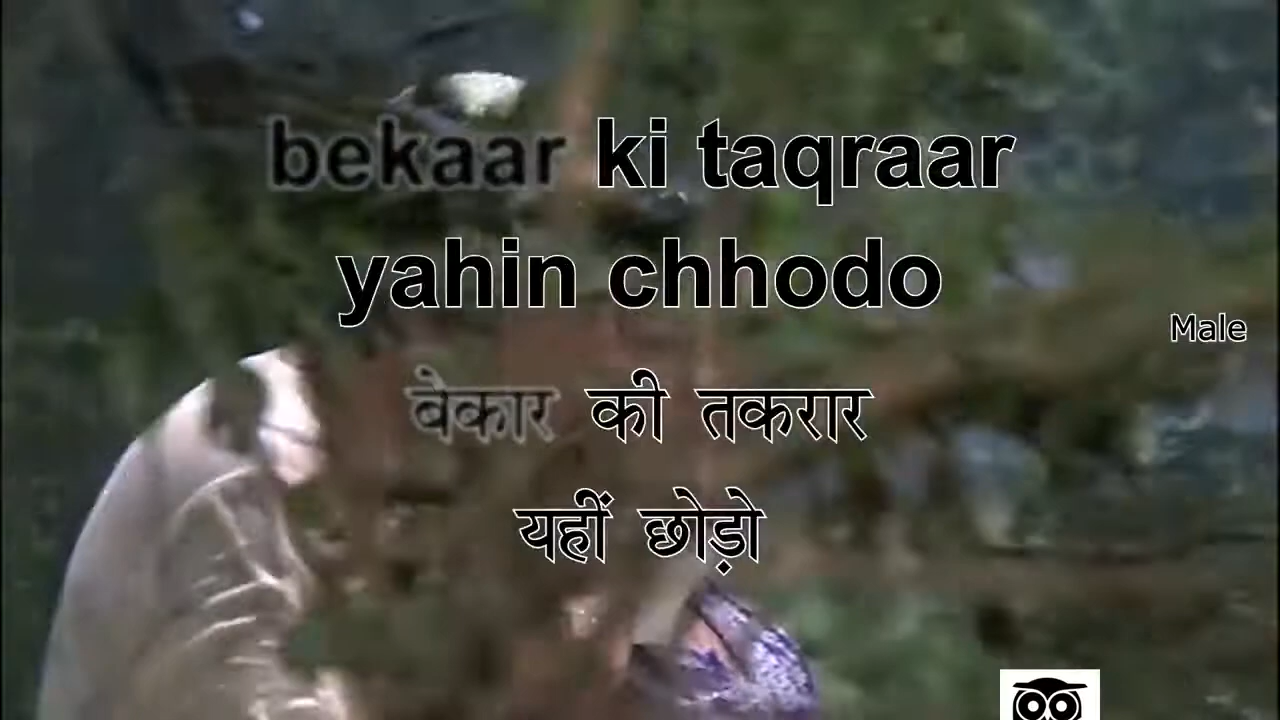 bekaar ki taqraar
yahin chhodo
Male
बेकार की तकरार
यहीं छोड़ो